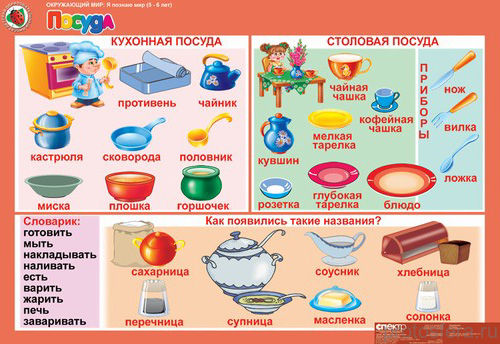 ОКРУЖАЮЩИЙ МИР: Я познаю мир (5 - 6 лет)
Посуда
КУХОННАЯ ПОСУДА
противень
чайник
кастрюля
сковорода
половник
миска
плошка
горшочек
СТОЛОВАЯ ПОСУДА
чайная
чашка
кофейная
чашка
мелкая
тарелка
кувшин
розетка
глубокая
тарелка
блюдо
ПРИБОРЫ
нож
вилка
ложка
Словарик:
готовить
мыть
накладывать
наливать
есть
варить
жарить
печь
заваривать
Как появились такие названия?
сахарница
соусник
хлебница
перечница
супница
масленка
солонка
спектр